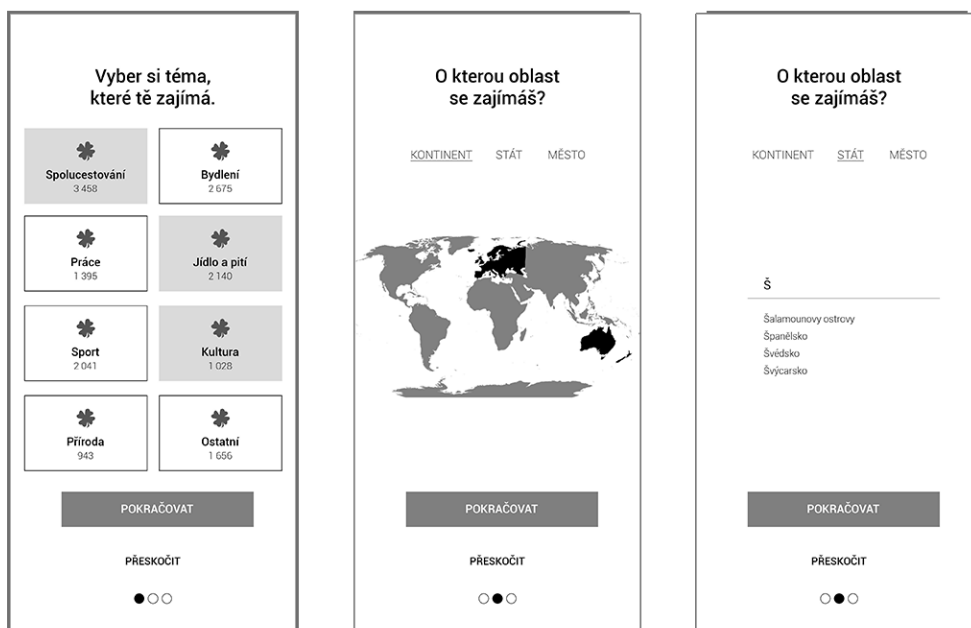 Vyber si téma,
které tě zajímá.
Spolucestování
3 458
Bydlení
2 675
Práce
1 395
Jídlo a pití
2 140
Sport
2 041
Kultura
1 028
Příroda
943
Ostatní
1 656
POKRAČOVAT
PŘESKOČIT
O kterou oblast
se zajímáš?
KONTINENT STÁT MĚSTO
POKRAČOVAT
PŘESKOČIT
O kterou oblast
se zajímáš?
KONTINENT STÁT MĚSTO
Š
Šalamounovy ostrovy
Španělsko
Švédsko
Švýcarsko
POKRAČOVAT
PŘESKOČIT